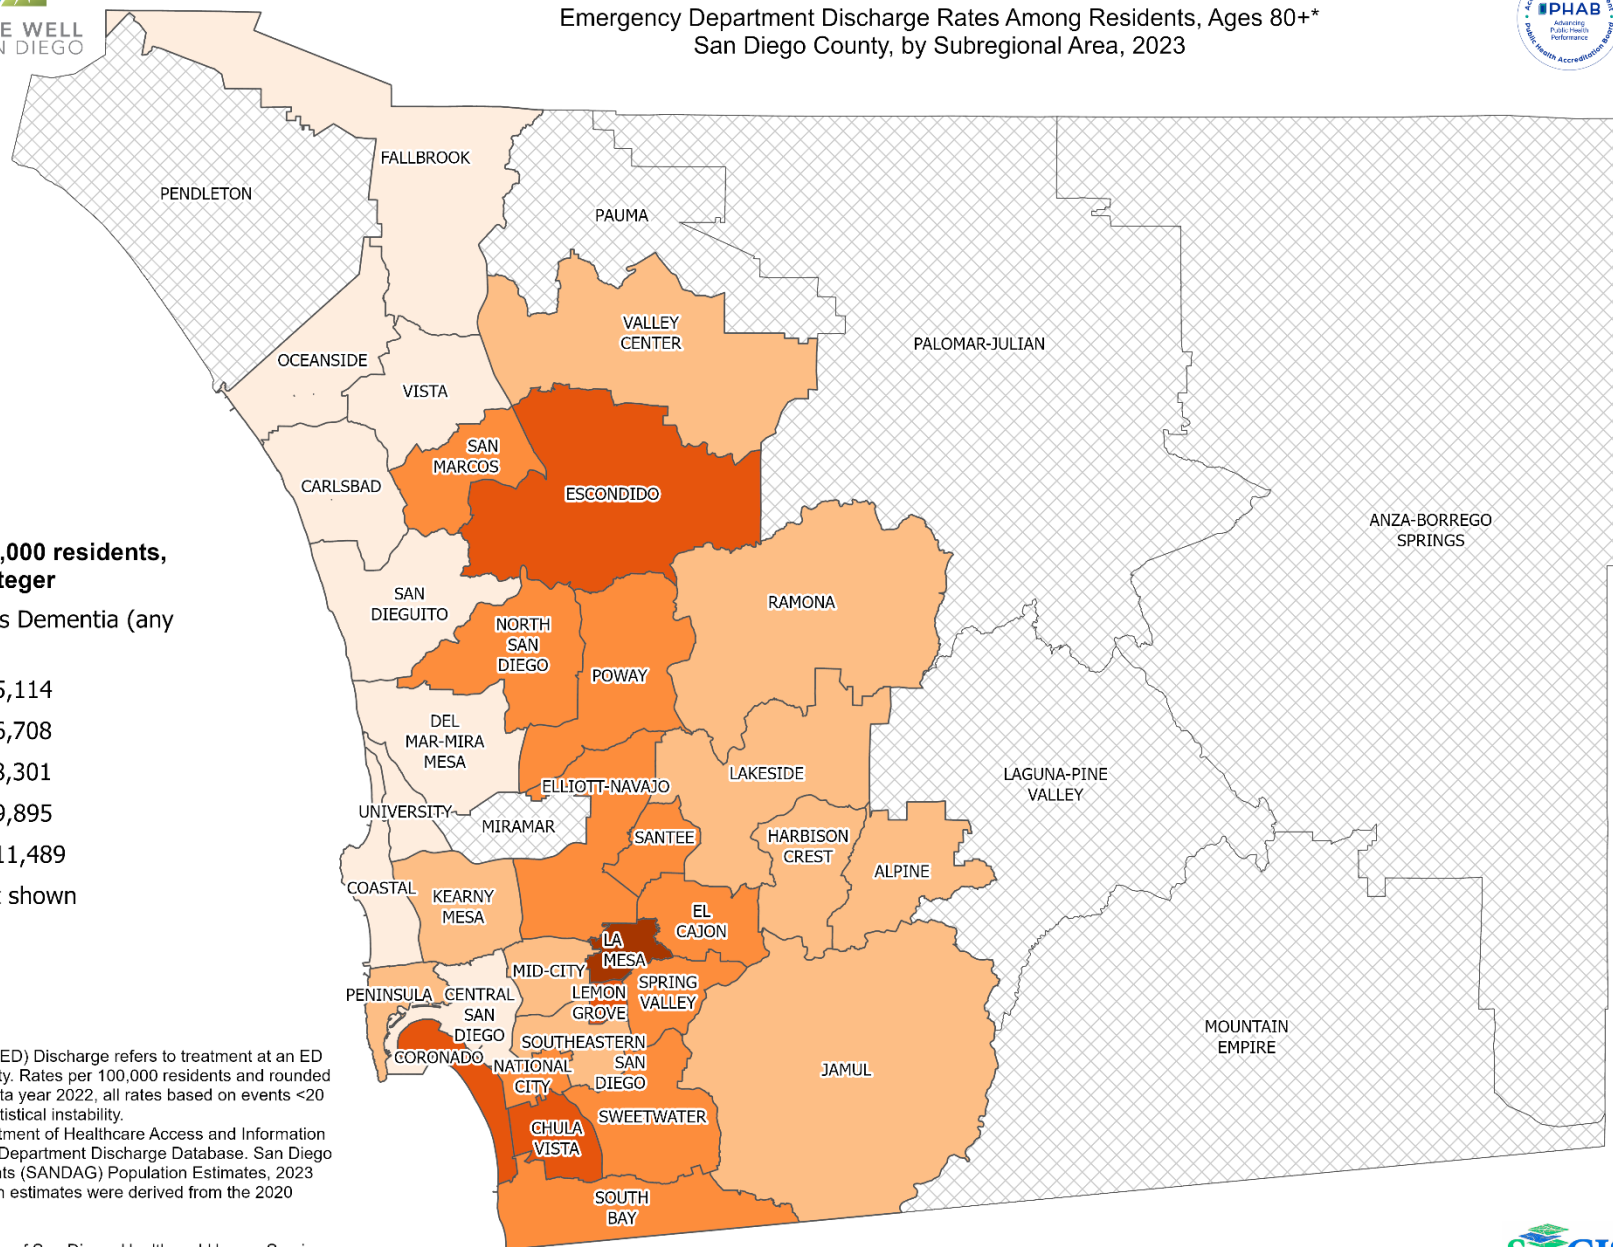 E WELL
N DIEGO
Emergency Department Discharge Rates Among Residents, Ages 80+*
San Diego County, by Subregional Area, 2023
PHAB
Advancing
Public Health
Performance
Public Health Accreditation Board
FALLBROOK
PENDLETON
PAUMA
VALLEY
CENTER
PALOMAR-JULIAN
OCEANSIDE
VISTA
SAN
MARCOS
CARLSBAD
ESCONDIDO
ANZA-BORREGO
SPRINGS
,000 residents,
teger
s Dementia (any
5,114
6,708
8,301
9,895
11,489
t shown
SAN
DIEGUITO
RAMONA
NORTH
SAN
DIEGO
POWAY
DEL
MAR-MIRA
MESA
ELLIOTT-NAVAJO
LAKESIDE
LAGUNA-PINE
VALLEY
UNIVERSITY
MIRAMAR
SANTEE
HARBISON
CREST
ALPINE
COASTAL
KEARNY
MESA
EL
CAJON
LA
MESA
MID-CITY
PENINSULA
CENTRAL
SAN
DIEGO
LEMON
GROVE
SPRING
VALLEY
CORONADO
SOUTHEASTERN
SAN
DIEGO
NATIONAL
CITY
JAMUL
MOUNTAIN
EMPIRE
SWEETWATER
CHULA
VISTA
SOUTH
BAY
ED) Discharge refers to treatment at an ED
ty. Rates per 100,000 residents and rounded
ta year 2022, all rates based on events <20
tistical instability.
tment of Healthcare Access and Information
Department Discharge Database. San Diego
nts (SANDAG) Population Estimates, 2023
n estimates were derived from the 2020